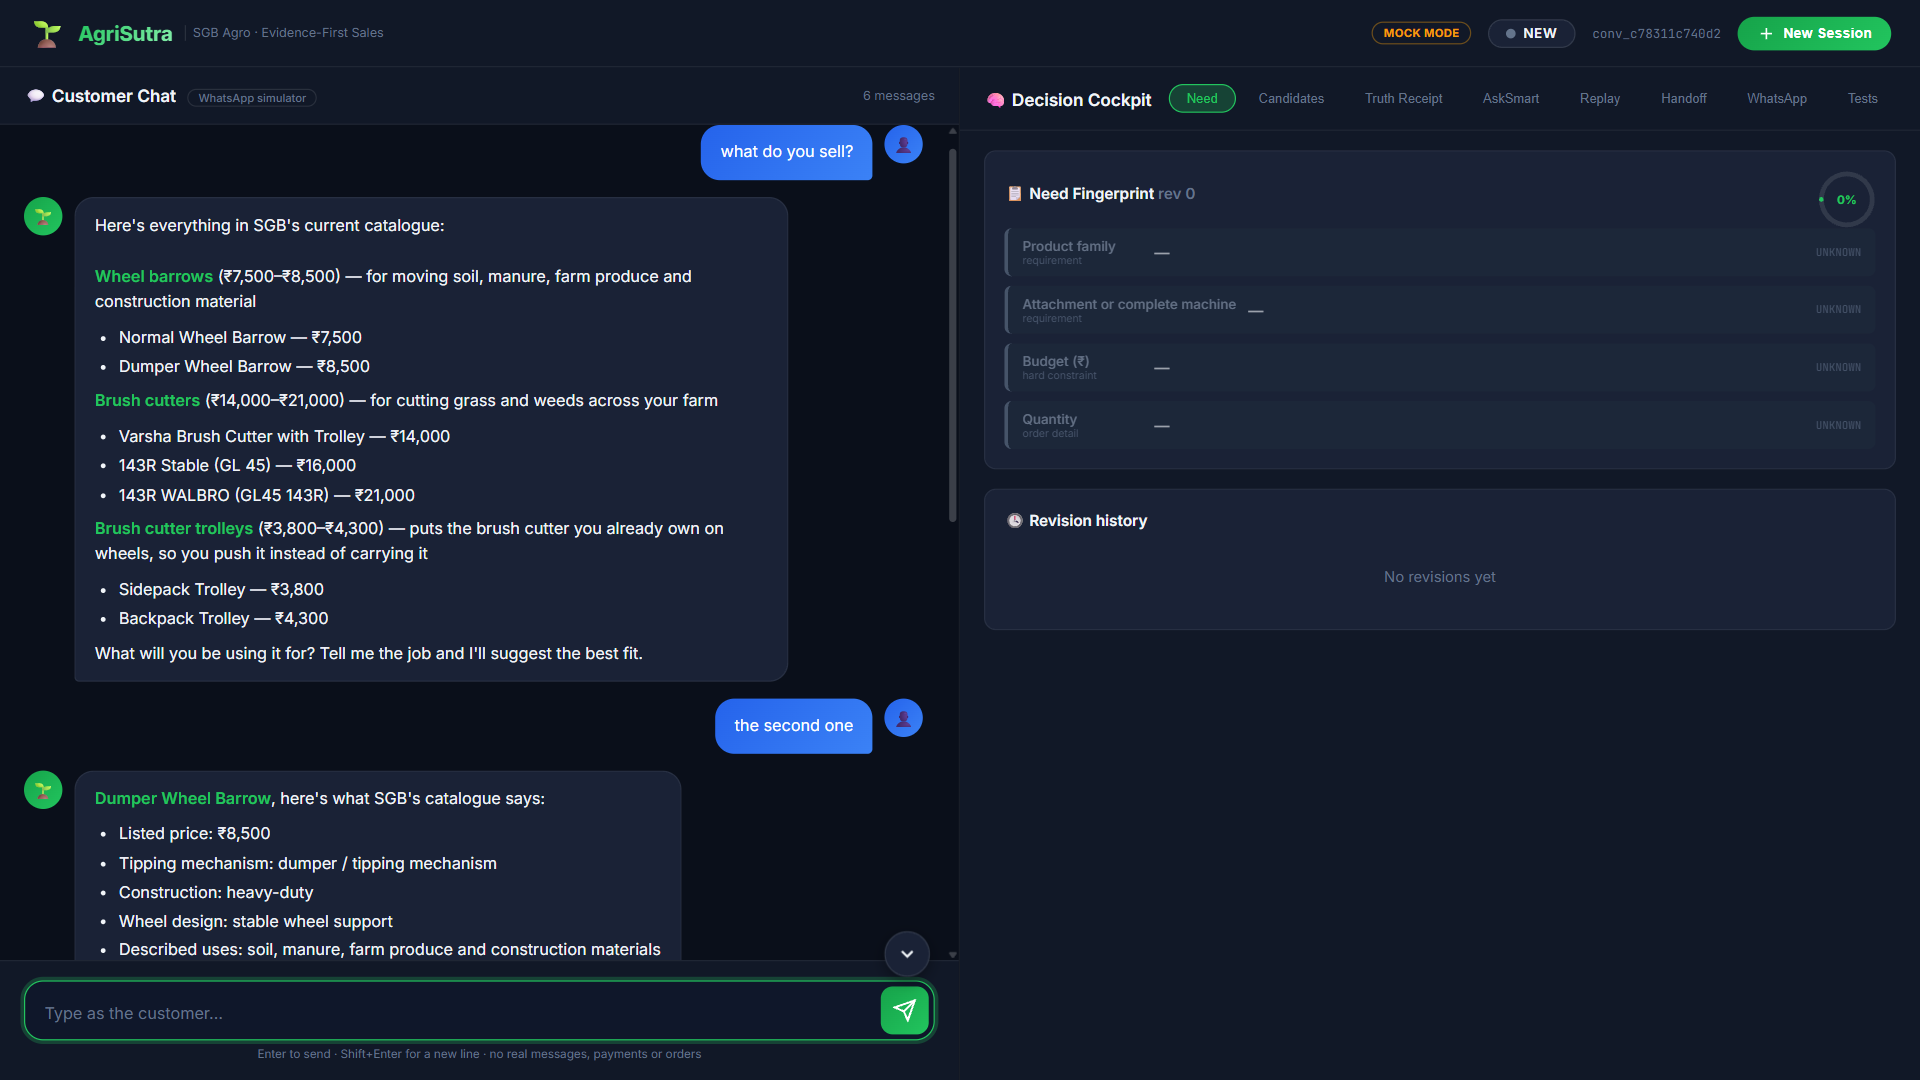 AgriSutra
SGB Agro · Evidence-First Sales
MOCK MODE
NEW
conv_c78311c740d2
+ New Session
Customer Chat
WhatsApp simulator
6 messages
what do you sell?
Here's everything in SGB's current catalogue:
Wheel barrows (₹7,500–₹8,500) — for moving soil, manure, farm produce and
construction material
• Normal Wheel Barrow — ₹7,500
• Dumper Wheel Barrow — ₹8,500
Brush cutters (₹14,000–₹21,000) — for cutting grass and weeds across your farm
• Varsha Brush Cutter with Trolley — ₹14,000
• 143R Stable (GL 45) — ₹16,000
• 143R WALBRO (GL45 143R) — ₹21,000
Brush cutter trolleys (₹3,800–₹4,300) — puts the brush cutter you already own on
wheels, so you push it instead of carrying it
• Sidepack Trolley — ₹3,800
• Backpack Trolley — ₹4,300
What will you be using it for? Tell me the job and I'll suggest the best fit.
the second one
Dumper Wheel Barrow, here's what SGB's catalogue says:
• Listed price: ₹8,500
• Tipping mechanism: dumper / tipping mechanism
• Construction: heavy-duty
• Wheel design: stable wheel support
• Described uses: soil, manure, farm produce and construction materials
Type as the customer...
Enter to send · Shift+Enter for a new line · no real messages, payments or orders
Decision Cockpit
Need
Candidates
Truth Receipt
AskSmart
Replay
Handoff
WhatsApp
Tests
Need Fingerprint rev 0
0%
Product family
requirement
—
UNKNOWN
Attachment or complete machine
requirement
—
UNKNOWN
Budget (₹)
hard constraint
—
UNKNOWN
Quantity
order detail
—
UNKNOWN
Revision history
No revisions yet